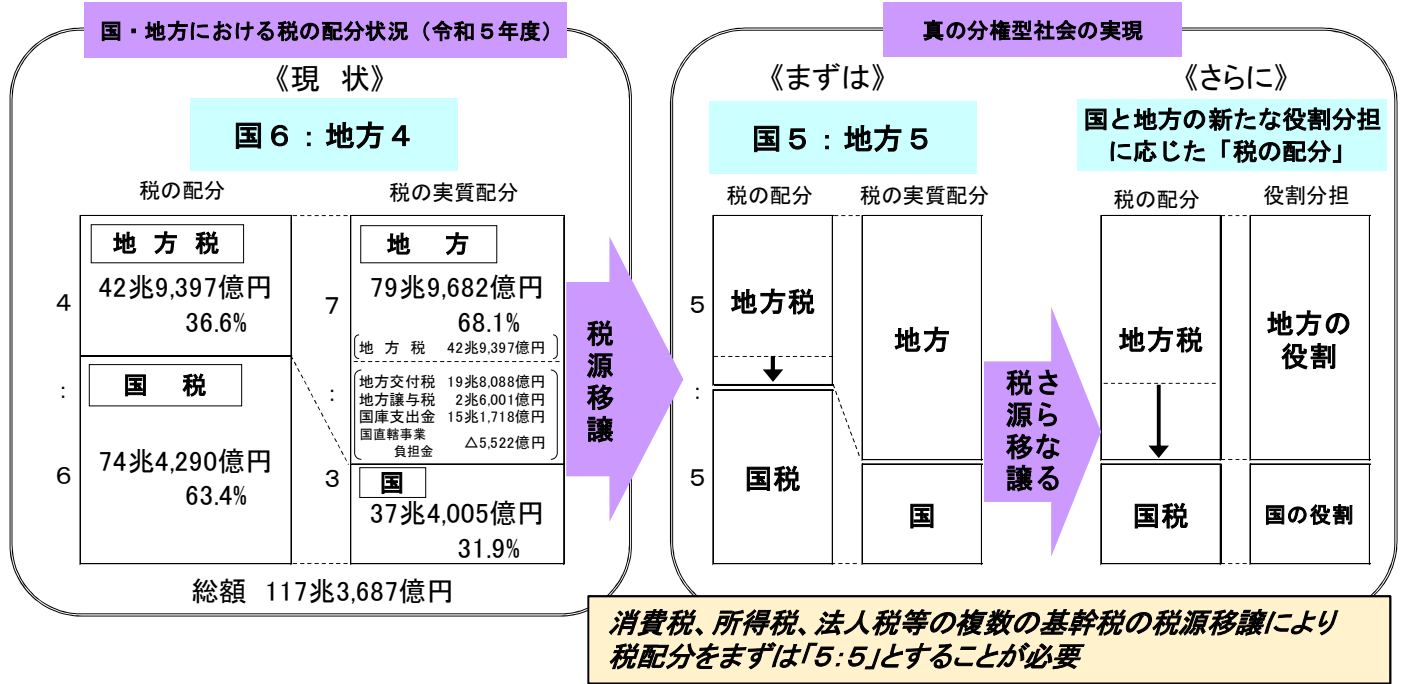 国・地方における税の配分状況（令和５年度）
《現　状》
国６：地方４
税の配分
税の実質配分
４
：
６
地 方 税
42兆9,397億円
36.6%
国　税
74兆4,290億円
63.4%
７
：
３
地　方
79兆9,682億円
68.1%
地 方 税　42兆9,397億円
地方交付税　19兆8,088億円
地方譲与税　2兆6,001億円
国庫支出金　15兆1,718億円
国直轄事業
負担金　△5,522億円
国
37兆4,005億円
31.9%
総額　117兆3,687億円
税源移譲
真の分権型社会の実現
《まずは》
国５：地方５
税の配分
税の実質配分
５
：
５
地方税
国税
地方
国
さらなる
税源移譲
《さらに》
国と地方の新たな役割分担
に応じた「税の配分」
税の配分
役割分担
地方税
国税
地方の
役割
国の役割
消費税、所得税、法人税等の複数の基幹税の税源移譲により
税配分をまずは「５：５」とすることが必要